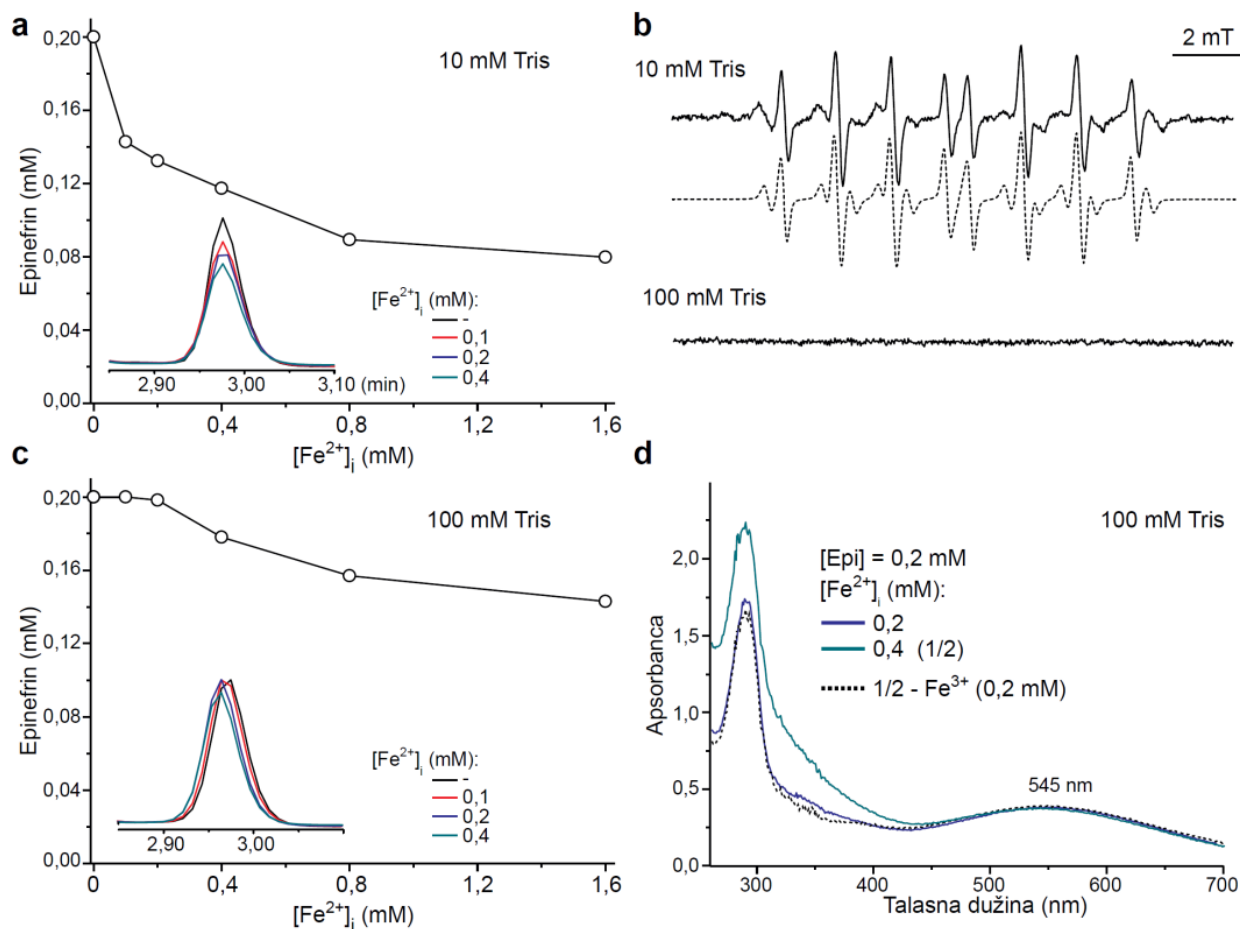 a
0,20
0,16
0,12
0,08
0,04
0,00
Epinefrin (mM)
10 mM Tris
[Fe²⁺]ᵢ (mM):
-
0,1
0,2
0,4
2,90
3,00
3,10 (min)
0
0,4
0,8
1,2
1,6
[Fe²⁺]ᵢ (mM)
b
2 mT
10 mM Tris
100 mM Tris
c
0,20
0,16
0,12
0,08
0,04
0,00
Epinefrin (mM)
100 mM Tris
[Fe²⁺]ᵢ (mM):
-
0,1
0,2
0,4
2,90
3,00
0
0,4
0,8
1,2
1,6
[Fe²⁺]ᵢ (mM)
d
100 mM Tris
2,0
1,5
1,0
0,5
0,0
Apsorbanca
[Epi] = 0,2 mM
[Fe²⁺]ᵢ (mM):
0,2
0,4 (1/2)
1/2 - Fe³⁺ (0,2 mM)
545 nm
300
400
500
600
700
Talasna dužina (nm)